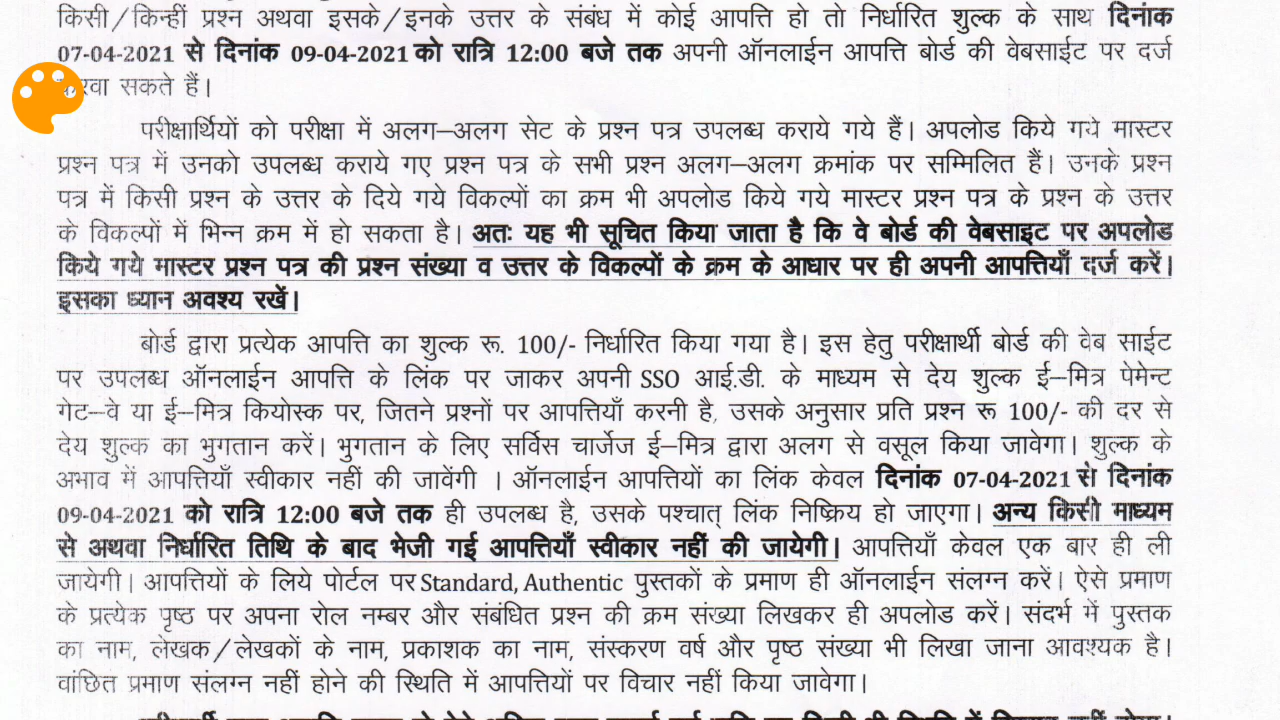 किसी/किन्हीं प्रश्न अथवा इसके/इनके उत्तर के संबंध में कोई आपत्ति हो तो निर्धारित शुल्क के साथ दिनांक
07-04-2021 से दिनांक 09-04-2021 को रात्रि 12:00 बजे तक अपनी ऑनलाईन आपत्ति बोर्ड की वेबसाईट पर दर्ज
करवा सकते हैं।
परीक्षार्थियों को परीक्षा में अलग–अलग सेट के प्रश्न पत्र उपलब्ध कराये गये हैं। अपलोड किये गये मास्टर
प्रश्न पत्र में उनको उपलब्ध कराये गए प्रश्न पत्र के सभी प्रश्न अलग–अलग क्रमांक पर सम्मिलित हैं। उनके प्रश्न
पत्र में किसी प्रश्न के उत्तर के दिये गये विकल्पों का क्रम भी अपलोड किये गये मास्टर प्रश्न पत्र के प्रश्न के उत्तर
के विकल्पों में भिन्न क्रम में हो सकता है। अतः यह भी सूचित किया जाता है कि वे बोर्ड की वेबसाइट पर अपलोड
किये गये मास्टर प्रश्न पत्र की प्रश्न संख्या व उत्तर के विकल्पों के क्रम के आधार पर ही अपनी आपत्तियाँ दर्ज करें।
इसका ध्यान अवश्य रखें।
बोर्ड द्वारा प्रत्येक आपत्ति का शुल्क रू. 100/- निर्धारित किया गया है। इस हेतु परीक्षार्थी बोर्ड की वेब साईट
पर उपलब्ध ऑनलाईन आपत्ति के लिंक पर जाकर अपनी SSO आई.डी. के माध्यम से देय शुल्क ई–मित्र पेमेन्ट
गेट–वे या ई–मित्र कियोस्क पर, जितने प्रश्नों पर आपत्तियाँ करनी है, उसके अनुसार प्रति प्रश्न रू 100/- की दर से
देय शुल्क का भुगतान करें। भुगतान के लिए सर्विस चार्जेज ई–मित्र द्वारा अलग से वसूल किया जावेगा। शुल्क के
अभाव में आपत्तियाँ स्वीकार नहीं की जावेंगी । ऑनलाईन आपत्तियों का लिंक केवल दिनांक 07-04-2021 से दिनांक
09-04-2021 को रात्रि 12:00 बजे तक ही उपलब्ध है, उसके पश्चात् लिंक निष्क्रिय हो जाएगा। अन्य किसी माध्यम
से अथवा निर्धारित तिथि के बाद भेजी गई आपत्तियाँ स्वीकार नहीं की जायेगी। आपत्तियाँ केवल एक बार ही ली
जायेगी। आपत्तियों के लिये पोर्टल पर Standard, Authentic पुस्तकों के प्रमाण ही ऑनलाईन संलग्न करें। ऐसे प्रमाण
के प्रत्येक पृष्ठ पर अपना रोल नम्बर और संबंधित प्रश्न की क्रम संख्या लिखकर ही अपलोड करें। संदर्भ में पुस्तक
का नाम, लेखक/लेखकों के नाम, प्रकाशक का नाम, संस्करण वर्ष और पृष्ठ संख्या भी लिखा जाना आवश्यक है।
वांछित प्रमाण संलग्न नहीं होने की स्थिति में आपत्तियों पर विचार नहीं किया जावेगा।